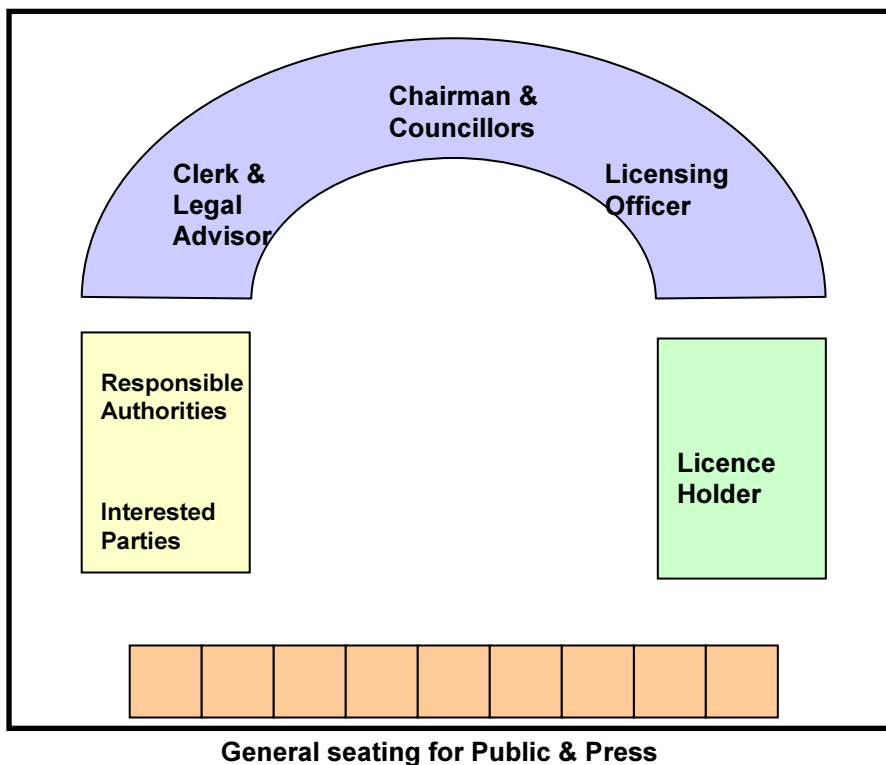 Chairman &
Councillors
Clerk &
Legal
Advisor
Licensing
Officer
Responsible
Authorities
Interested
Parties
Licence
Holder
General seating for Public & Press